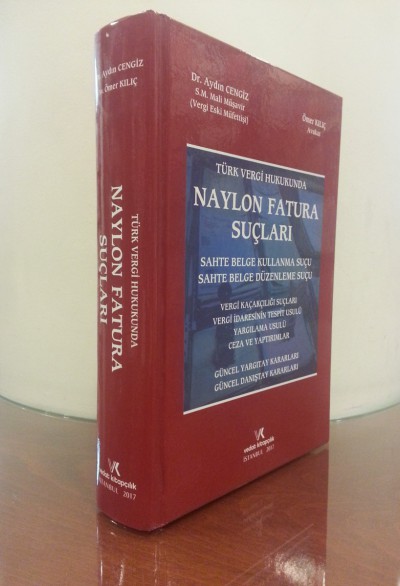 Dr. Aydın CENGİZ
Ömer KILIÇ
TÜRK VERGİ HUKUKUNDA
NAYLON FATURA
SUÇLARI
vedat kitapçılık
İSTANBUL 2017
Dr. Aydın CENGİZ
S.M. Mali Müşavir
(Vergi Eski Müfettişi)
Ömer KILIÇ
Avukat
TÜRK VERGİ HUKUKUNDA
NAYLON FATURA
SUÇLARI
SAHTE BELGE KULLANMA SUÇU
SAHTE BELGE DÜZENLEME SUÇU
VERGİ KAÇAKÇILIĞI SUÇLARI
VERGİ İDARESİNİN TESPİT USULÜ
YARGILAMA USULÜ
CEZA VE YAPTIRIMLAR
GÜNCEL YARGITAY KARARLARI
GÜNCEL DANIŞTAY KARARLARI
vedat kitapçılık
İSTANBUL 2017